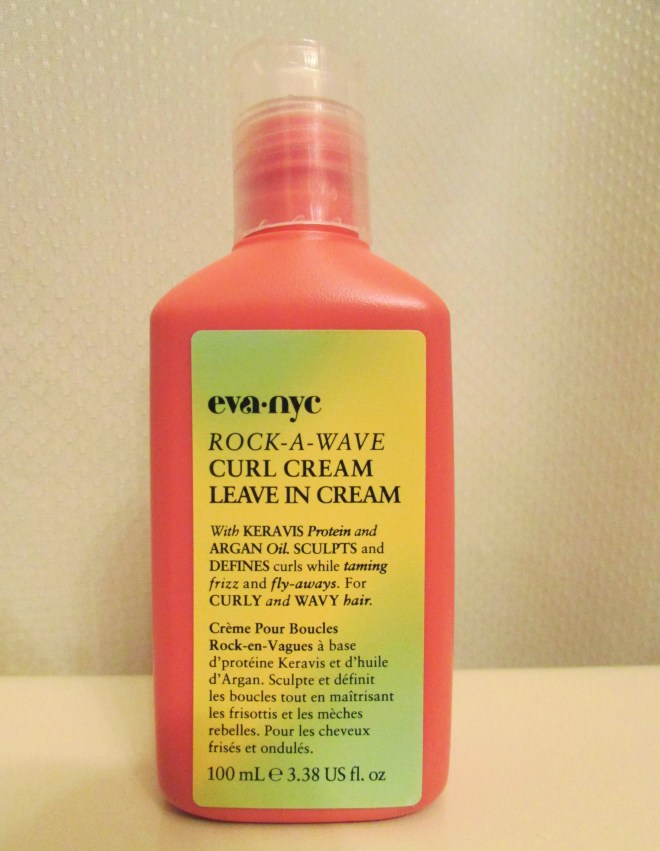 eva·nyc
ROCK-A-WAVE
CURL CREAM
LEAVE IN CREAM
With KERAVIS Protein and
ARGAN Oil. SCULPTS and
DEFINES curls while taming
frizz and fly-aways. For
CURLY and WAVY hair.
Crème Pour Boucles
Rock-en-Vagues à base
d'protéine Keravis et d'huile
d'Argan. Sculpte et définit
les boucles tout en maîtrisant
les frisottis et les mèches
rebelles. Pour les cheveux
frisés et ondulés.
100 mL ℮ 3.38 US fl. oz